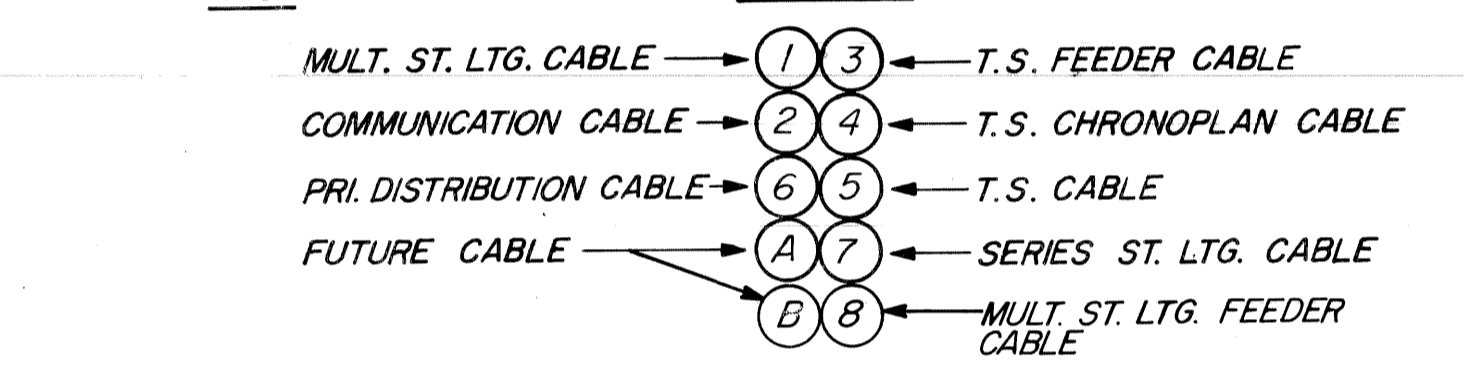 MULT. ST. LTG. CABLE 1 3 T.S. FEEDER CABLE
COMMUNICATION CABLE 2 4 T.S. CHRONOPLAN CABLE
PRI. DISTRIBUTION CABLE 6 5 T.S. CABLE
FUTURE CABLE A 7 SERIES ST. LTG. CABLE
B 8 MULT. ST. LTG. FEEDER
CABLE